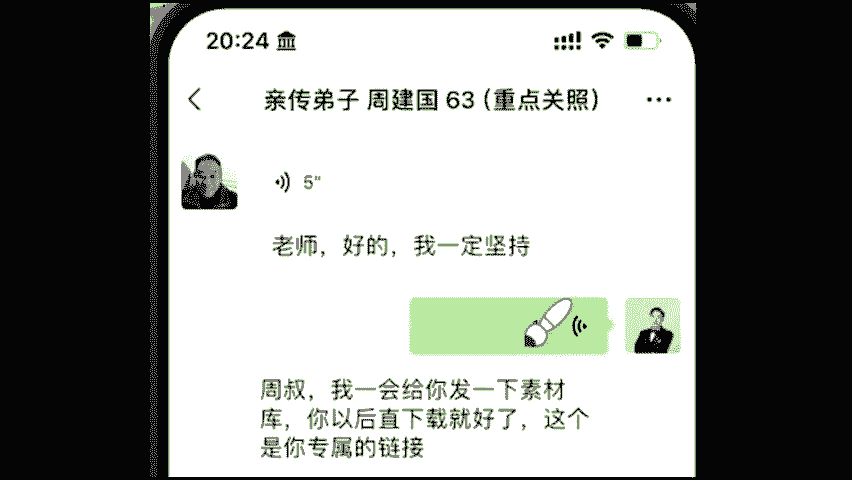 20:24
亲传弟子 周建国 63（重点关照）
5"
老师，好的，我一定坚持
周叔，我一会给你发一下素材
库，你以后直下载就好了，这个
是你专属的链接